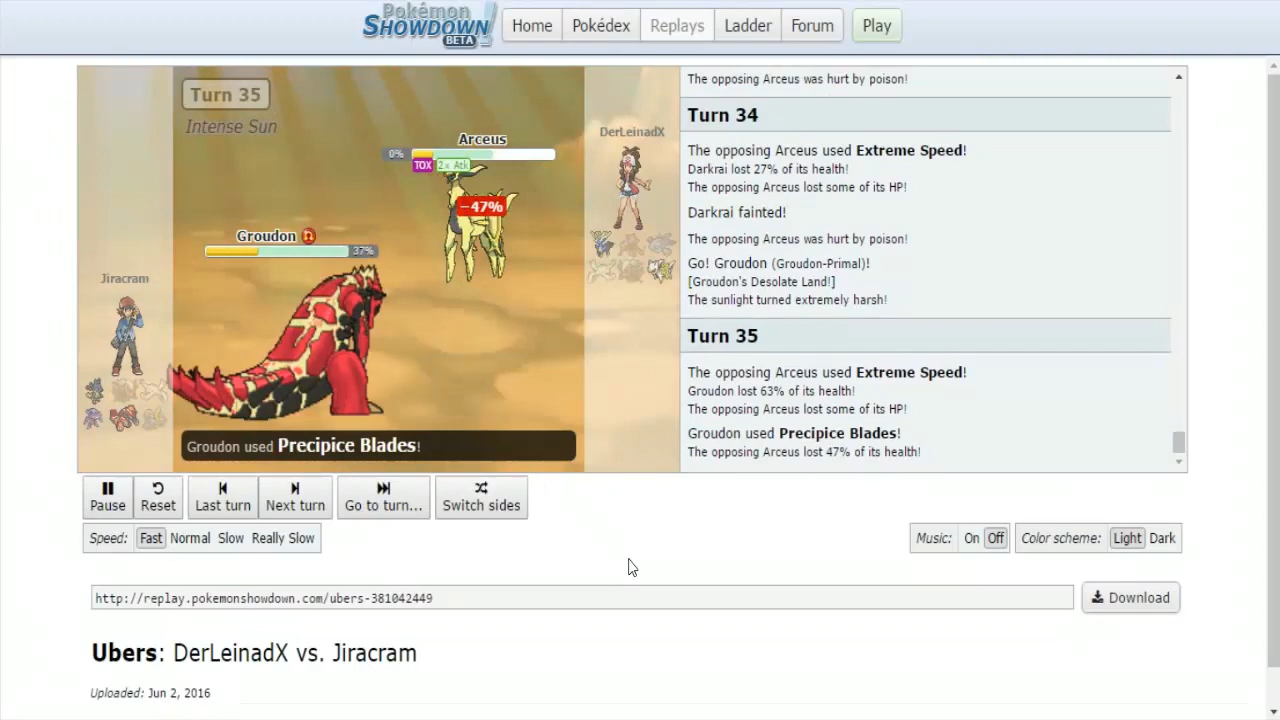 Pokémon
SHOWDOWN!
BETA
Home
Pokédex
Replays
Ladder
Forum
Play
Turn 35
Intense Sun
Arceus
0%
TOX
2× Atk
−47%
Groudon
37%
Jiracram
DerLeinadX
Groudon used Precipice Blades!
The opposing Arceus was hurt by poison!
Turn 34
The opposing Arceus used Extreme Speed!
Darkrai lost 27% of its health!
The opposing Arceus lost some of its HP!
Darkrai fainted!
The opposing Arceus was hurt by poison!
Go! Groudon (Groudon-Primal)!
[Groudon's Desolate Land!]
The sunlight turned extremely harsh!
Turn 35
The opposing Arceus used Extreme Speed!
Groudon lost 63% of its health!
The opposing Arceus lost some of its HP!
Groudon used Precipice Blades!
The opposing Arceus lost 47% of its health!
Pause
Reset
Last turn
Next turn
Go to turn...
Switch sides
Speed: Fast Normal Slow Really Slow
Music: On Off
Color scheme: Light Dark
http://replay.pokemonshowdown.com/ubers-381042449
Download
Ubers: DerLeinadX vs. Jiracram
Uploaded: Jun 2, 2016